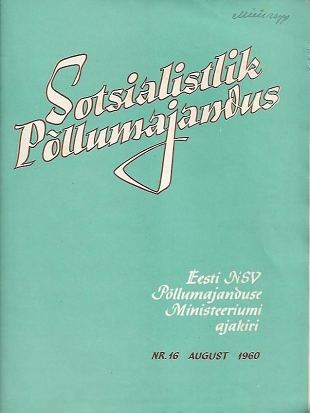 Sotsialistlik
Põllumajandus
Eesti NSV
Põllumajanduse
Ministeeriumi
ajakiri
NR. 16 AUGUST 1960